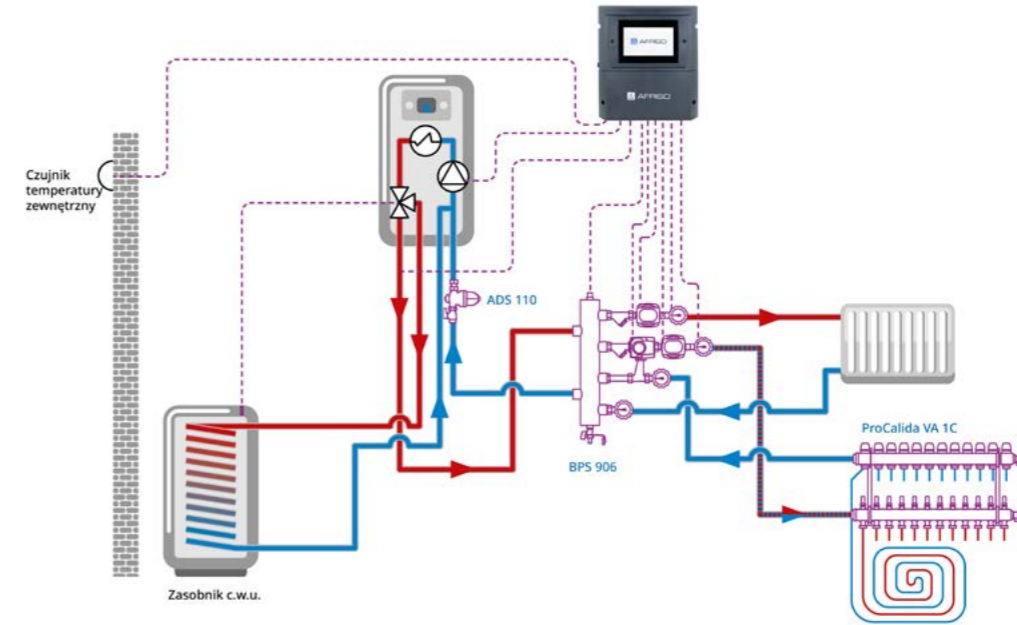 AFRISO
AFRISO
Czujnik
temperatury
zewnętrzny
ADS 110
ProCalida VA 1C
BPS 906
Zasobnik c.w.u.